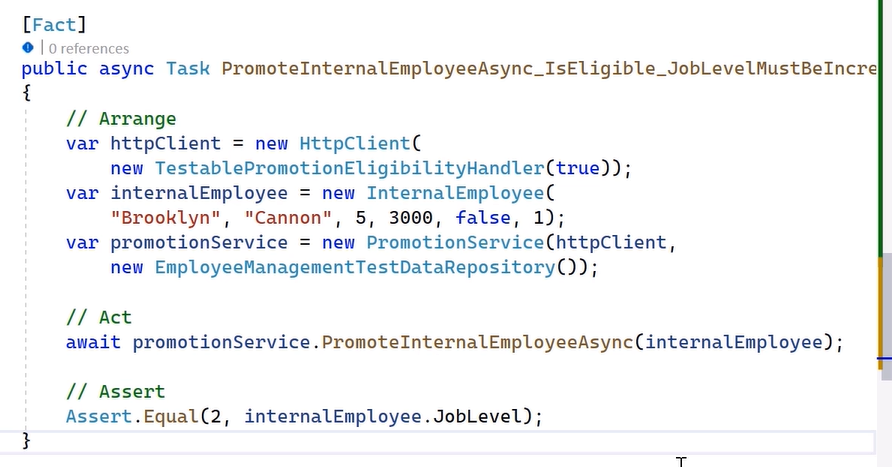 [Fact]
| 0 references
public async Task PromoteInternalEmployeeAsync_IsEligible_JobLevelMustBeIncre
{
// Arrange
var httpClient = new HttpClient(
new TestablePromotionEligibilityHandler(true));
var internalEmployee = new InternalEmployee(
"Brooklyn", "Cannon", 5, 3000, false, 1);
var promotionService = new PromotionService(httpClient,
new EmployeeManagementTestDataRepository());
// Act
await promotionService.PromoteInternalEmployeeAsync(internalEmployee);
// Assert
Assert.Equal(2, internalEmployee.JobLevel);
}